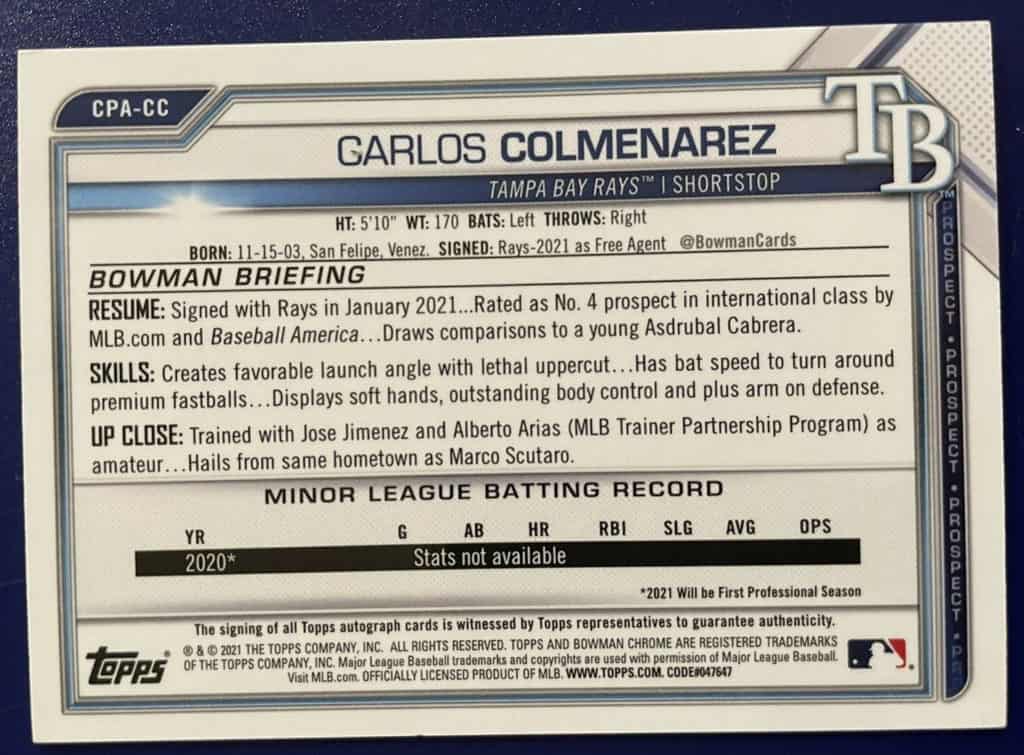 CPA-CC
CARLOS COLMENAREZ
TB
TM
TAMPA BAY RAYS™ | SHORTSTOP
HT: 5'10" WT: 170 BATS: Left THROWS: Right
BORN: 11-15-03, San Felipe, Venez. SIGNED: Rays-2021 as Free Agent @BowmanCards
BOWMAN BRIEFING
RESUME: Signed with Rays in January 2021...Rated as No. 4 prospect in international class by
MLB.com and Baseball America...Draws comparisons to a young Asdrubal Cabrera.
SKILLS: Creates favorable launch angle with lethal uppercut...Has bat speed to turn around
premium fastballs...Displays soft hands, outstanding body control and plus arm on defense.
UP CLOSE: Trained with Jose Jimenez and Alberto Arias (MLB Trainer Partnership Program) as
amateur...Hails from same hometown as Marco Scutaro.
MINOR LEAGUE BATTING RECORD
YR G AB HR RBI SLG AVG OPS
2020* Stats not available
*2021 Will be First Professional Season
The signing of all Topps autograph cards is witnessed by Topps representatives to guarantee authenticity.
Topps®
® & © 2021 THE TOPPS COMPANY, INC. ALL RIGHTS RESERVED. TOPPS AND BOWMAN CHROME ARE REGISTERED TRADEMARKS
OF THE TOPPS COMPANY, INC. Major League Baseball trademarks and copyrights are used with permission of Major League Baseball.
Visit MLB.com. OFFICIALLY LICENSED PRODUCT OF MLB. WWW.TOPPS.COM. CODE#047647
PROSPECT • PROSPECT • PROSPECT • PR